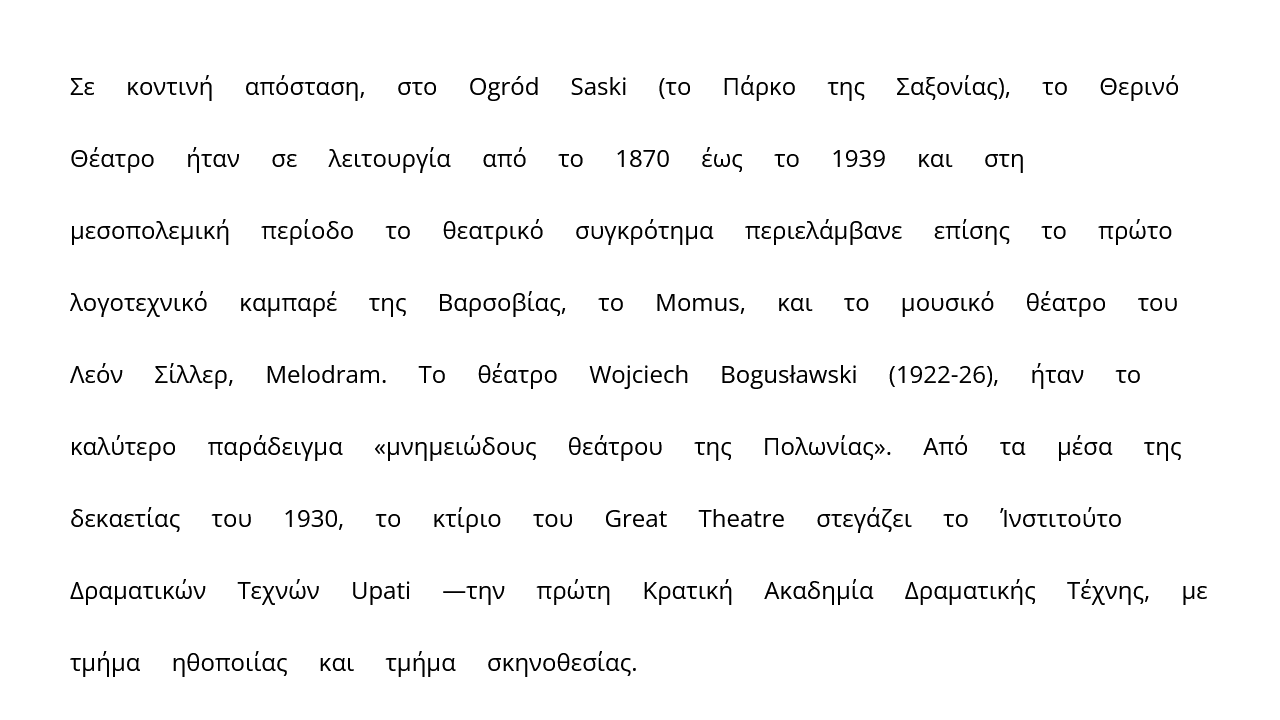 Σε κοντινή απόσταση, στο Ogród Saski (το Πάρκο της Σαξονίας), το Θερινό
Θέατρο ήταν σε λειτουργία από το 1870 έως το 1939 και στη
μεσοπολεμική περίοδο το θεατρικό συγκρότημα περιελάμβανε επίσης το πρώτο
λογοτεχνικό καμπαρέ της Βαρσοβίας, το Momus, και το μουσικό θέατρο του
Λεόν Σίλλερ, Melodram. Το θέατρο Wojciech Bogusławski (1922-26), ήταν το
καλύτερο παράδειγμα «μνημειώδους θεάτρου της Πολωνίας». Από τα μέσα της
δεκαετίας του 1930, το κτίριο του Great Theatre στεγάζει το Ίνστιτούτο
Δραματικών Τεχνών Upati —την πρώτη Κρατική Ακαδημία Δραματικής Τέχνης, με
τμήμα ηθοποιίας και τμήμα σκηνοθεσίας.